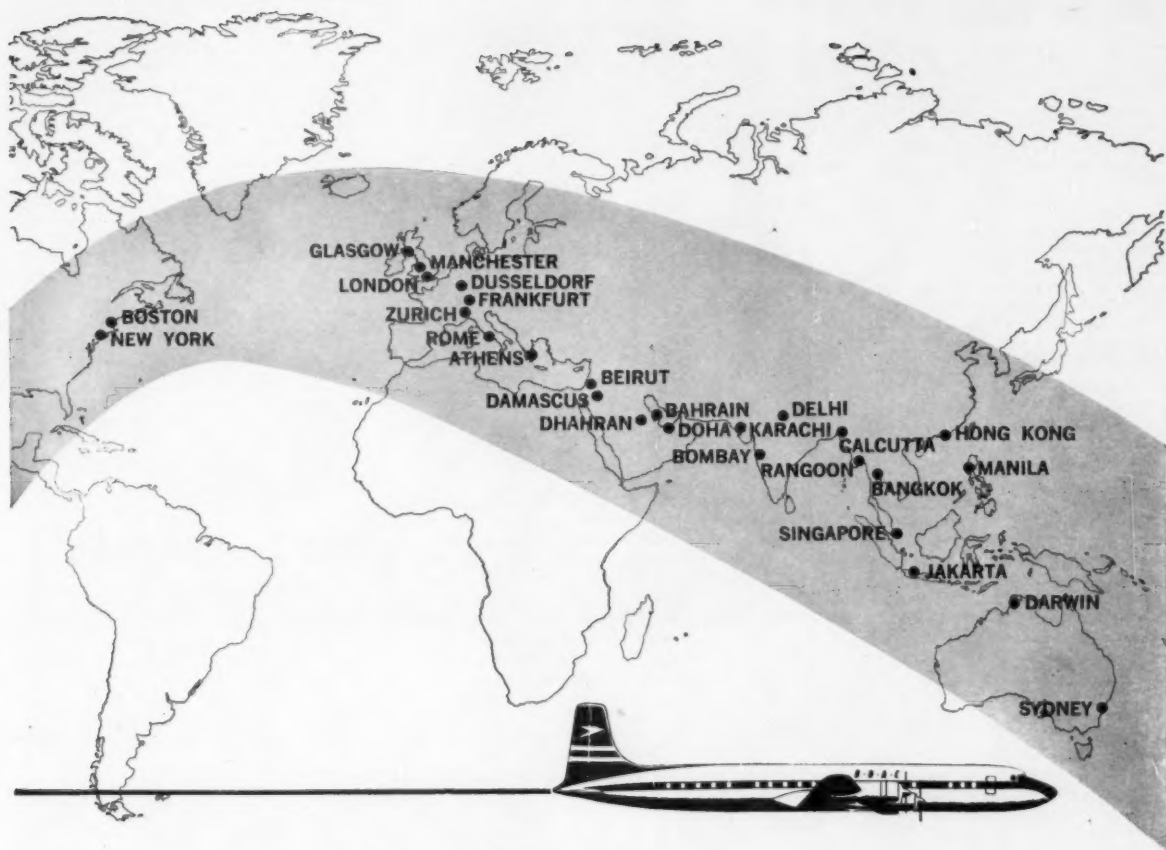 GLASGOW
MANCHESTER
LONDON
DUSSELDORF
FRANKFURT
ZURICH
BOSTON
NEW YORK
ROME
ATHENS
BEIRUT
DAMASCUS
BAHRAIN
DELHI
DHAHRAN
DOHA
KARACHI
CALCUTTA
HONG KONG
BOMBAY
RANGOON
MANILA
BANGKOK
SINGAPORE
JAKARTA
DARWIN
SYDNEY
B·O·A·C